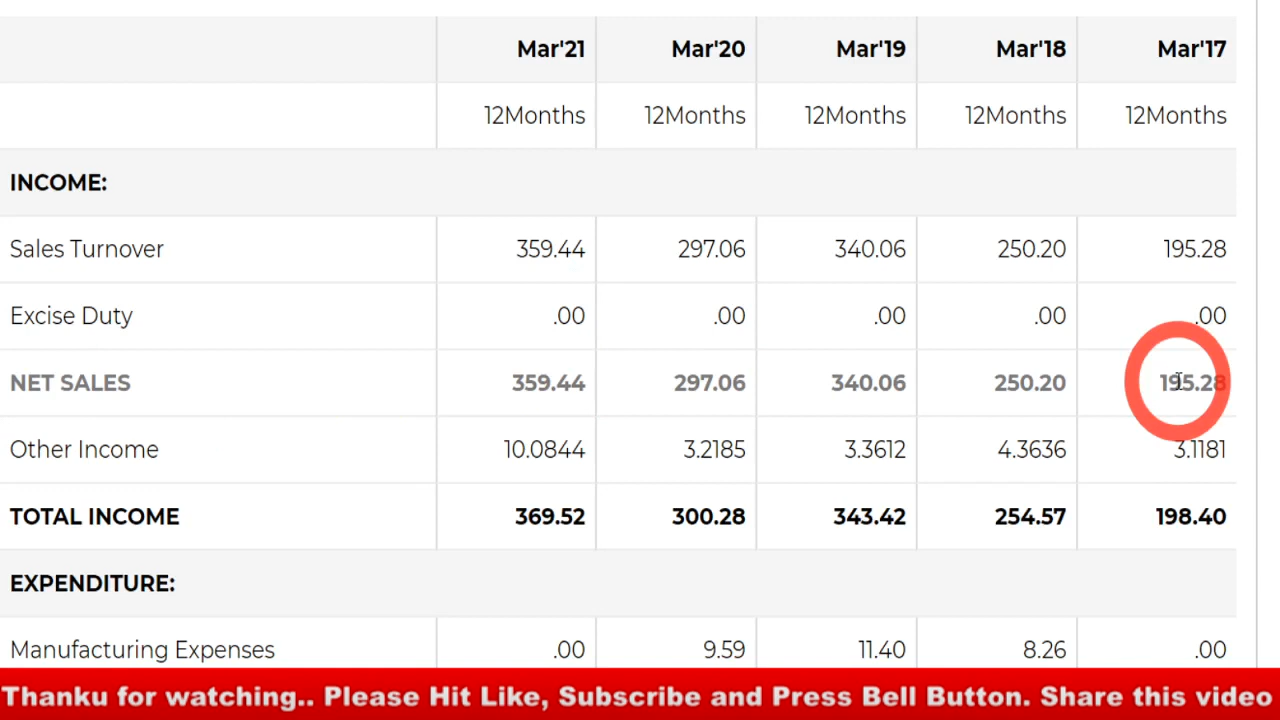 Mar'21 Mar'20 Mar'19 Mar'18 Mar'17
12Months 12Months 12Months 12Months 12Months
INCOME:
Sales Turnover 359.44 297.06 340.06 250.20 195.28
Excise Duty .00 .00 .00 .00 .00
NET SALES 359.44 297.06 340.06 250.20 195.28
Other Income 10.0844 3.2185 3.3612 4.3636 3.1181
TOTAL INCOME 369.52 300.28 343.42 254.57 198.40
EXPENDITURE:
Manufacturing Expenses .00 9.59 11.40 8.26 .00
Thanku for watching.. Please Hit Like, Subscribe and Press Bell Button. Share this video